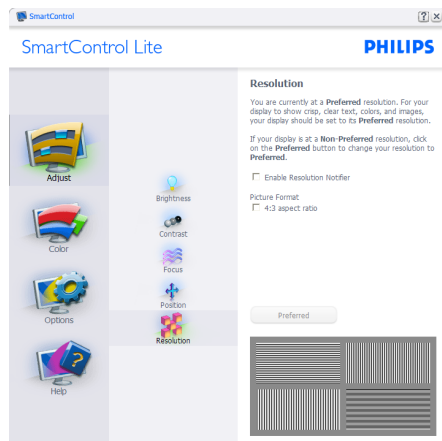 SmartControl
SmartControl Lite
PHILIPS
Adjust
Color
Options
Help
Brightness
Contrast
Focus
Position
Resolution
Resolution
You are currently at a Preferred resolution. For your
display to show crisp, clear text, colors, and images,
your display should be set to its Preferred resolution.
If your display is at a Non-Preferred resolution, click
on the Preferred button to change your resolution to
Preferred.
Enable Resolution Notifier
Picture Format
4:3 aspect ratio
Preferred